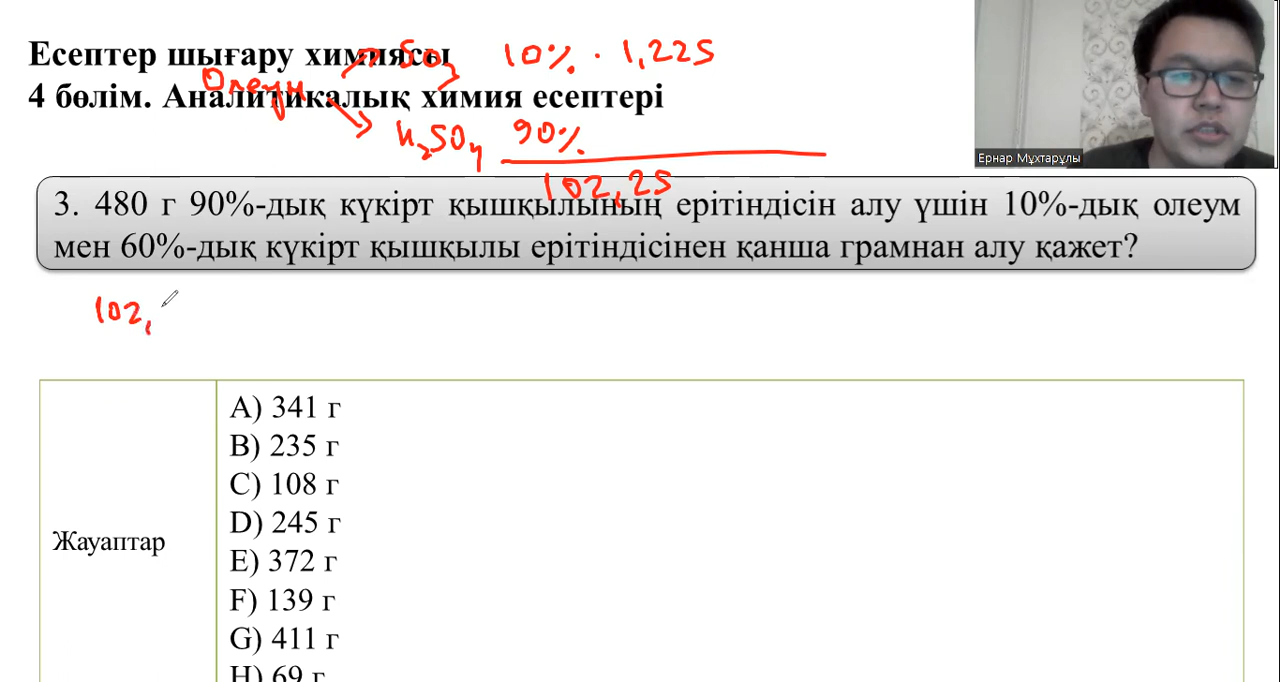 Есептер шығару химиясы
SO3 10% · 1,225
4 бөлім. Аналитикалық химия есептері
Олеум
H2SO4 90%
102,25
Ернар Мұхтарұлы
3. 480 г 90%-дық күкірт қышқылының ерітіндісін алу үшін 10%-дық олеум
мен 60%-дық күкірт қышқылы ерітіндісінен қанша грамнан алу қажет?
102,
Жауаптар
A) 341 г
B) 235 г
C) 108 г
D) 245 г
E) 372 г
F) 139 г
G) 411 г
H) 69 г